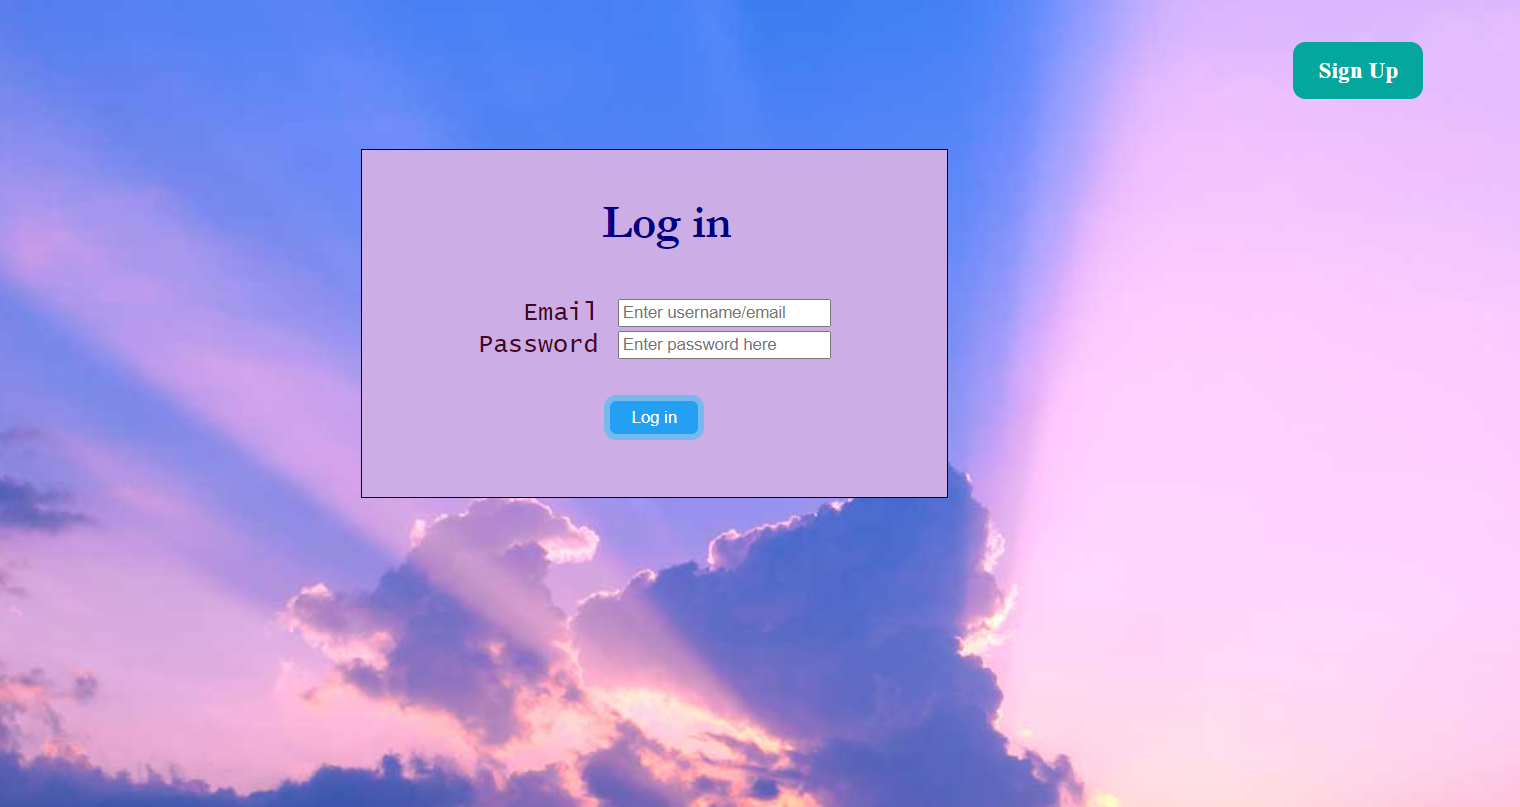 Sign Up
Log in
Email Enter username/email
Password Enter password here
Log in